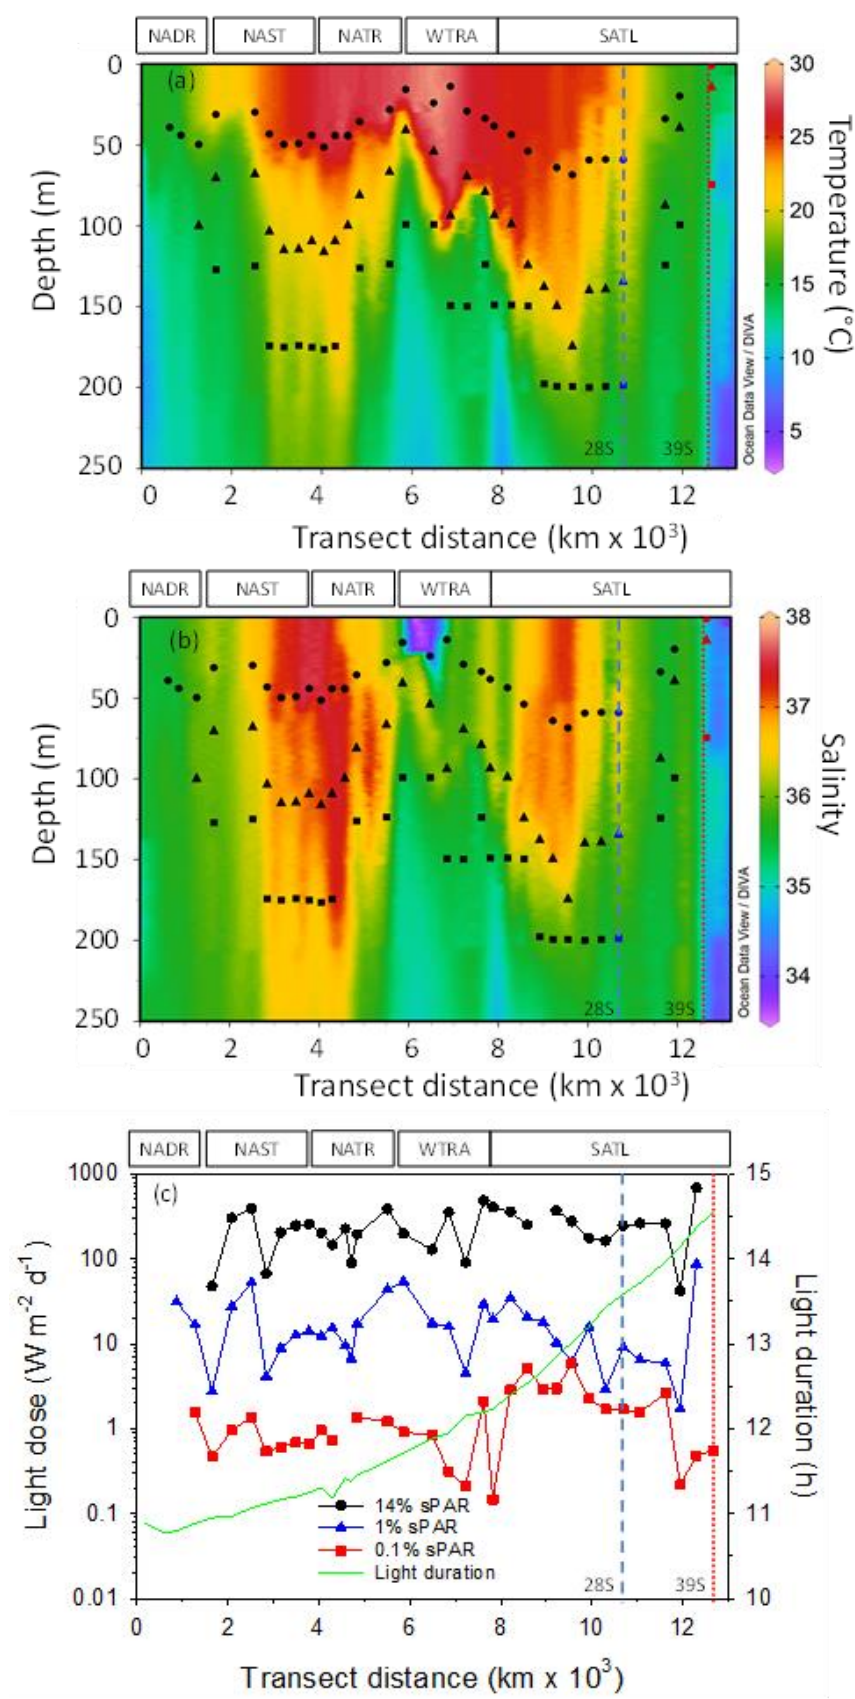 NADR NAST NATR WTRA SATL
(a)
0
50
100
150
200
250
Depth (m)
28S 39S
0 2 4 6 8 10 12
Transect distance (km x 10³)
30
25
20
15
10
5
Temperature (°C)
Ocean Data View / DIVA
NADR NAST NATR WTRA SATL
(b)
0
50
100
150
200
250
Depth (m)
28S 39S
0 2 4 6 8 10 12
Transect distance (km x 10³)
38
37
36
35
34
Salinity
Ocean Data View / DIVA
NADR NAST NATR WTRA SATL
(c)
1000
100
10
1
0.1
0.01
Light dose (W m⁻² d⁻¹)
15
14
13
12
11
10
Light duration (h)
14% sPAR
1% sPAR
0.1% sPAR
Light duration
28S 39S
0 2 4 6 8 10 12
Transect distance (km x 10³)